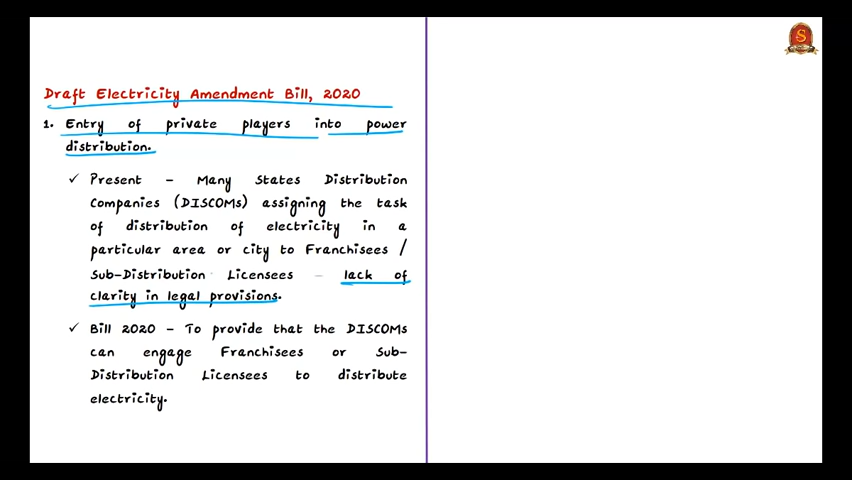 Draft Electricity Amendment Bill, 2020
1. Entry of private players into power
distribution.
✓ Present - Many States Distribution
Companies (DISCOMs) assigning the task
of distribution of electricity in a
particular area or city to Franchisees /
Sub-Distribution Licensees - lack of
clarity in legal provisions.
✓ Bill 2020 - To provide that the DISCOMs
can engage Franchisees or Sub-
Distribution Licensees to distribute
electricity.
S